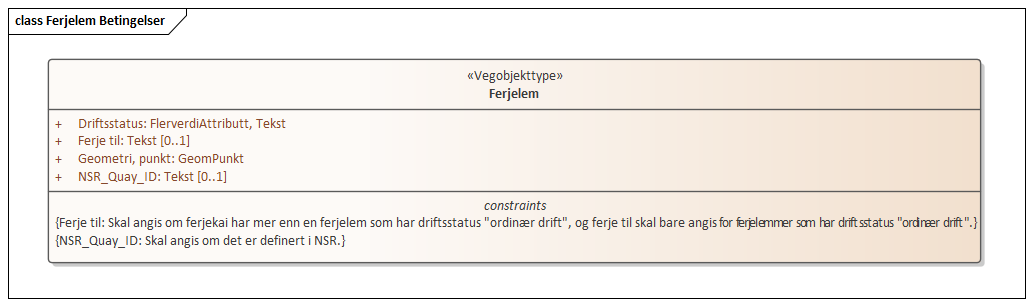 class Ferjelem Betingelser
«Vegobjekttype»
Ferjelem
+ Driftsstatus: FlerverdiAttributt, Tekst
+ Ferje til: Tekst [0..1]
+ Geometri, punkt: GeomPunkt
+ NSR_Quay_ID: Tekst [0..1]
constraints
{Ferje til: Skal angis om ferjekai har mer enn en ferjelem som har driftsstatus "ordinær drift", og ferje til skal bare angis for ferjelemmer som har driftsstatus "ordinær drift".}
{NSR_Quay_ID: Skal angis om det er definert i NSR.}